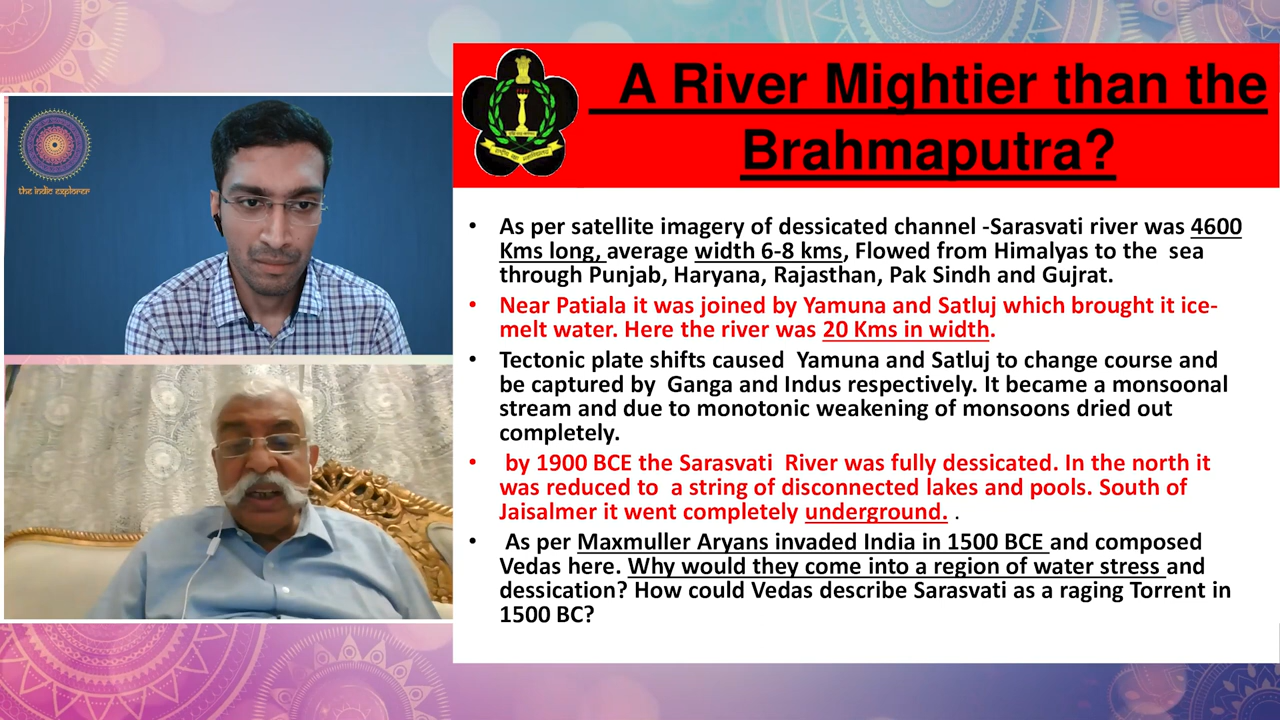 the indic explorer
A River Mightier than the
Brahmaputra?
• As per satellite imagery of dessicated channel -Sarasvati river was 4600
Kms long, average width 6-8 kms, Flowed from Himalyas to the sea
through Punjab, Haryana, Rajasthan, Pak Sindh and Gujrat.
• Near Patiala it was joined by Yamuna and Satluj which brought it ice-
melt water. Here the river was 20 Kms in width.
• Tectonic plate shifts caused Yamuna and Satluj to change course and
be captured by Ganga and Indus respectively. It became a monsoonal
stream and due to monotonic weakening of monsoons dried out
completely.
• by 1900 BCE the Sarasvati River was fully dessicated. In the north it
was reduced to a string of disconnected lakes and pools. South of
Jaisalmer it went completely underground. .
• As per Maxmuller Aryans invaded India in 1500 BCE and composed
Vedas here. Why would they come into a region of water stress and
dessication? How could Vedas describe Sarasvati as a raging Torrent in
1500 BC?